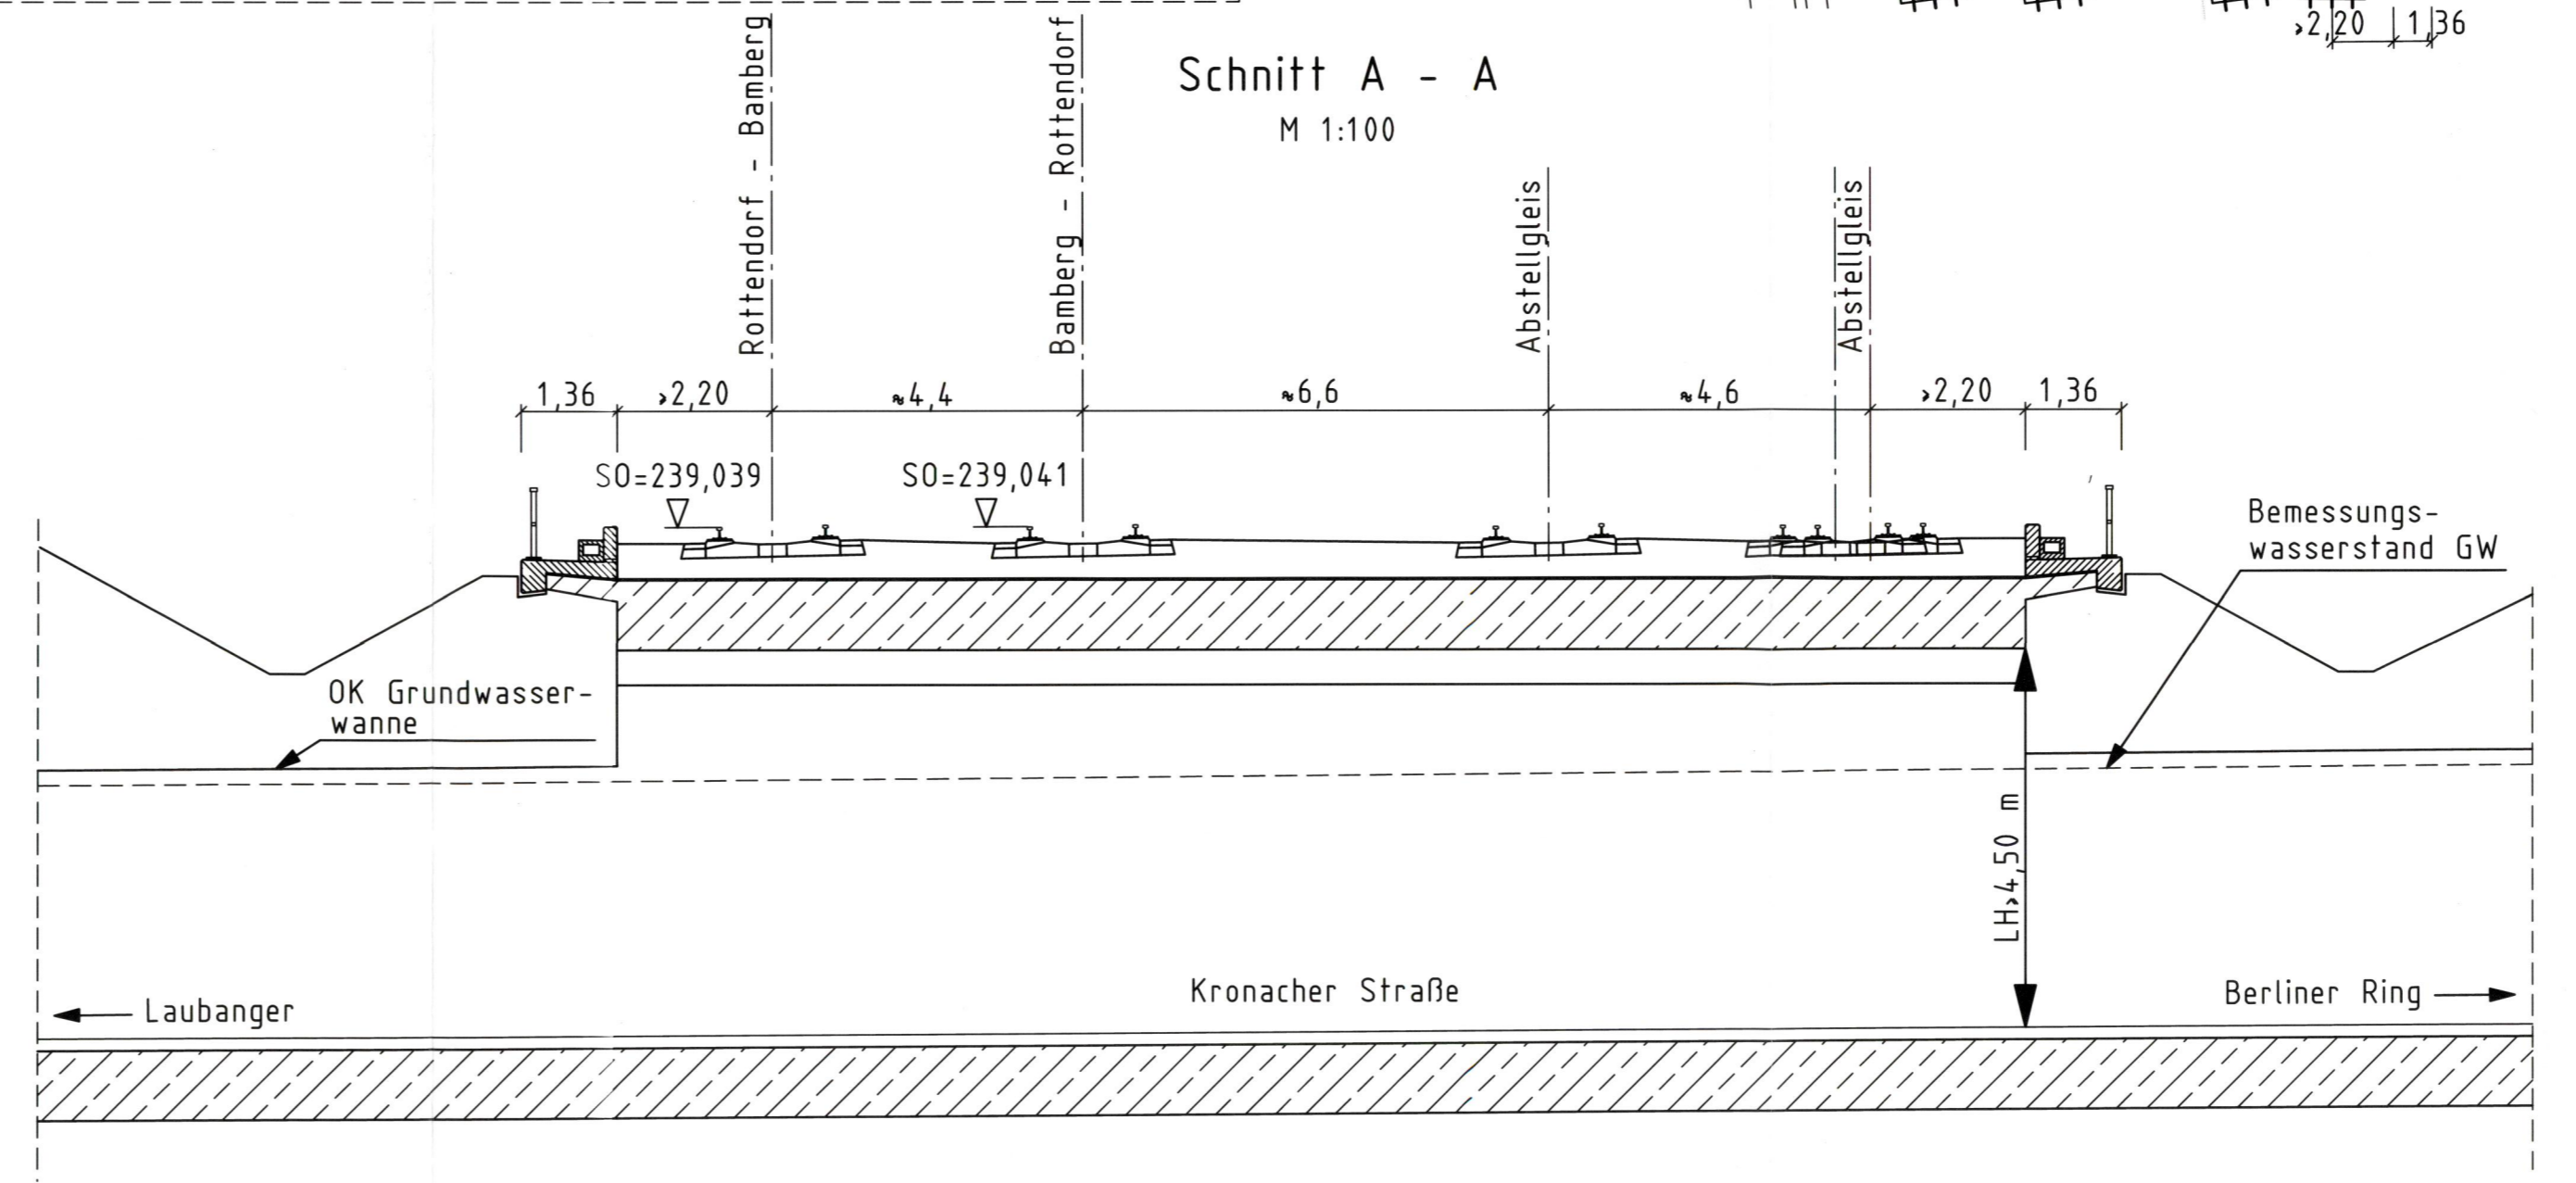 >2,20 1,36
Schnitt A - A
M 1:100
Rottendorf - Bamberg
Bamberg - Rottendorf
Abstellgleis
Abstellgleis
1,36 >2,20 ≈4,4 ≈6,6 ≈4,6 >2,20 1,36
SO=239,039
SO=239,041
Bemessungs-
wasserstand GW
OK Grundwasser-
wanne
LH>4,50 m
Kronacher Straße
Laubanger
Berliner Ring